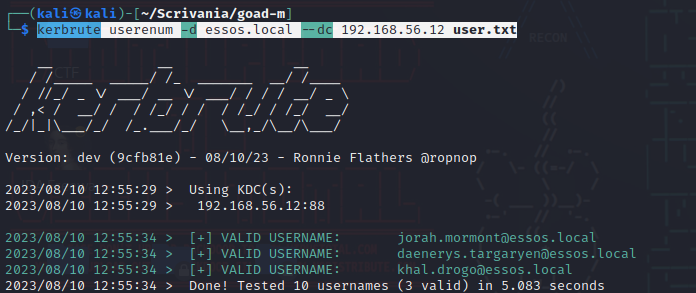 ┌──(kali㉿kali)-[~/Scrivania/goad-m]
└─$ kerbrute userenum -d essos.local --dc 192.168.56.12 user.txt
Version: dev (9cfb81e) - 08/10/23 - Ronnie Flathers @ropnop
2023/08/10 12:55:29 >  Using KDC(s):
2023/08/10 12:55:29 >   192.168.56.12:88
2023/08/10 12:55:34 >  [+] VALID USERNAME:       jorah.mormont@essos.local
2023/08/10 12:55:34 >  [+] VALID USERNAME:       daenerys.targaryen@essos.local
2023/08/10 12:55:34 >  [+] VALID USERNAME:       khal.drogo@essos.local
2023/08/10 12:55:34 >  Done! Tested 10 usernames (3 valid) in 5.083 seconds
RECON